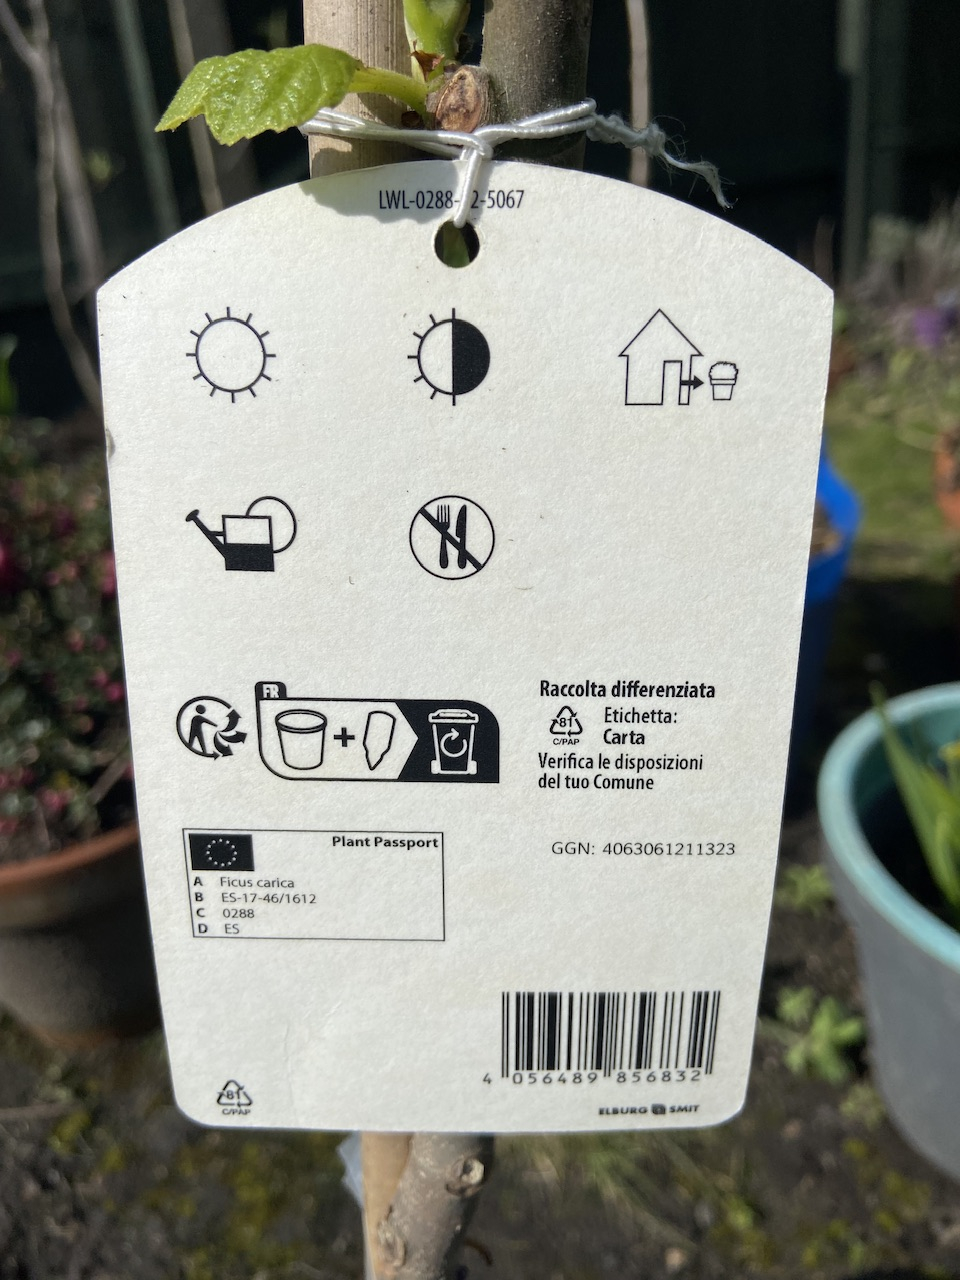 LWL-0288- 2-5067
FR
Raccolta differenziata
81
C/PAP
Etichetta:
Carta
Verifica le disposizioni
del tuo Comune
Plant Passport
A Ficus carica
B ES-17-46/1612
C 0288
D ES
GGN: 4063061211323
4 056489 856832
81
C/PAP
ELBURG SMIT